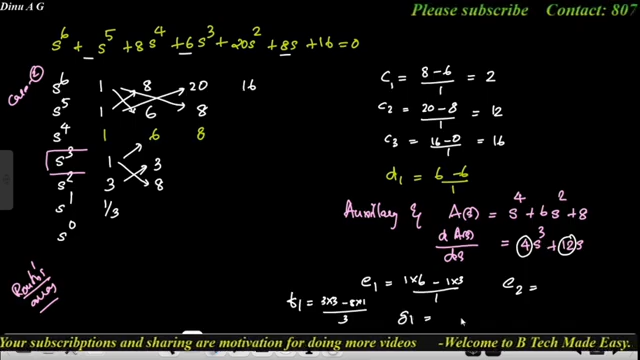 Dinu A G
Please subscribe Contact: 807
s⁶ + s⁵ + 8s⁴ + 6s³ + 20s² + 8s + 16 = 0
Case 2
s⁶ 1 8 20 16
s⁵ 1 6 8
s⁴ 1 6 8
s³ 1 3
s² 3 8
s¹ 1/3
s⁰
Routh's array
C₁ = (8 - 6)/1 = 2
C₂ = (20 - 8)/1 = 12
C₃ = (16 - 0)/1 = 16
d₁ = (6 - 6)/1
Auxiliary Eq A(s) = s⁴ + 6s² + 8
d A(s)/ds = 4s³ + 12s
e₁ = (1×6 - 1×3)/1 e₂ =
f₁ = (3×3 - 8×1)/3 g1 =
Your subscribptions and sharing are motivation for doing more videos -Welcome to B Tech Made Easy.